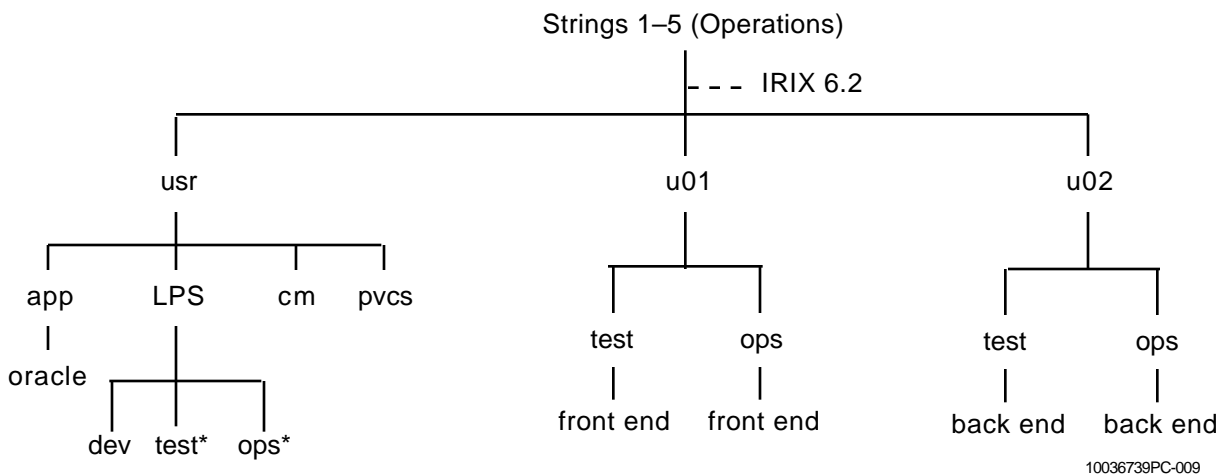 Strings 1–5 (Operations)
IRIX 6.2
usr
u01
u02
app
LPS
cm
pvcs
test
ops
test
ops
oracle
front end
front end
back end
back end
dev
test*
ops*
10036739PC-009